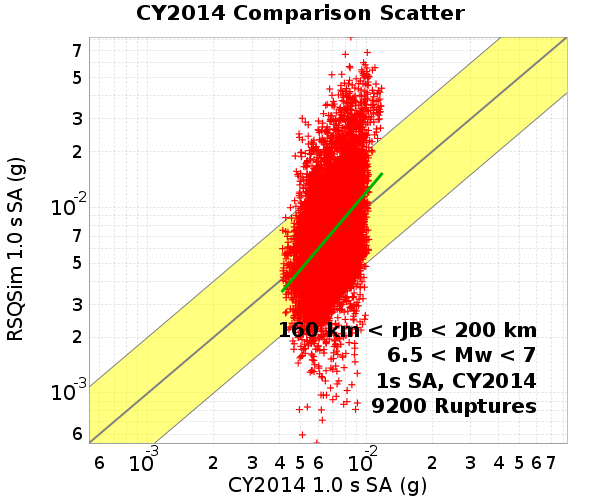 CY2014 Comparison Scatter
7
5
3
2
10-2
7
5
3
2
10-3
6
RSQSim 1.0 s SA (g)
160 km < rJB < 200 km
6.5 < Mw < 7
1s SA, CY2014
9200 Ruptures
6 10-3 2 3 4 5 6 10-2 2 3 4 5 6 7
CY2014 1.0 s SA (g)